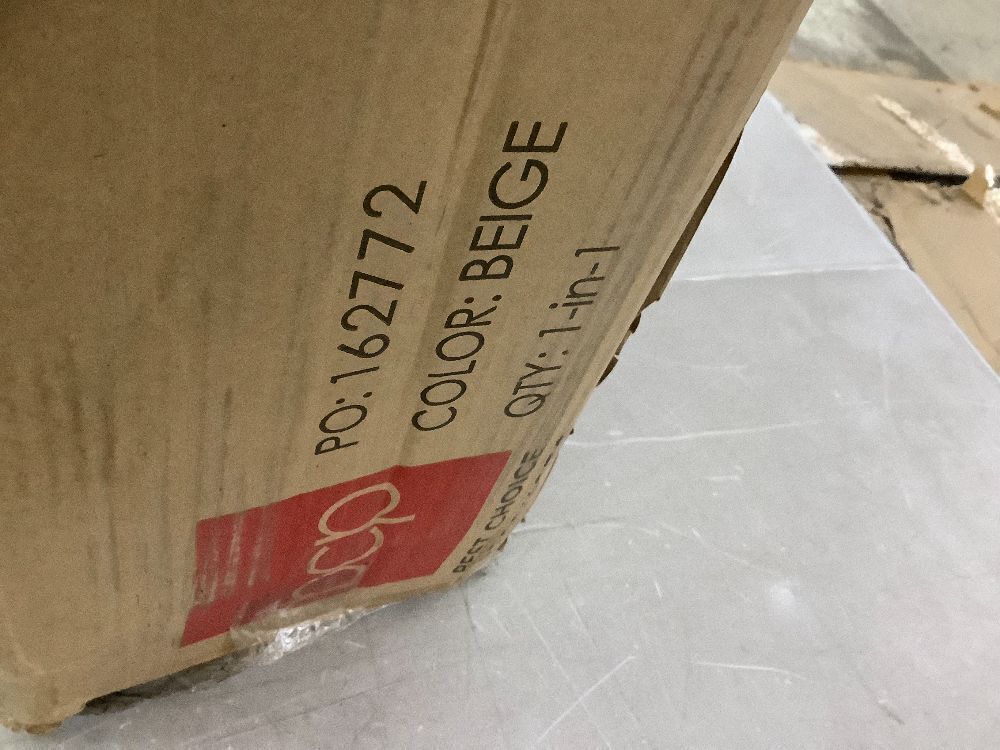 PO: 162772
COLOR: BEIGE
QTY: 1-in-1
bcp
BEST CHOICE